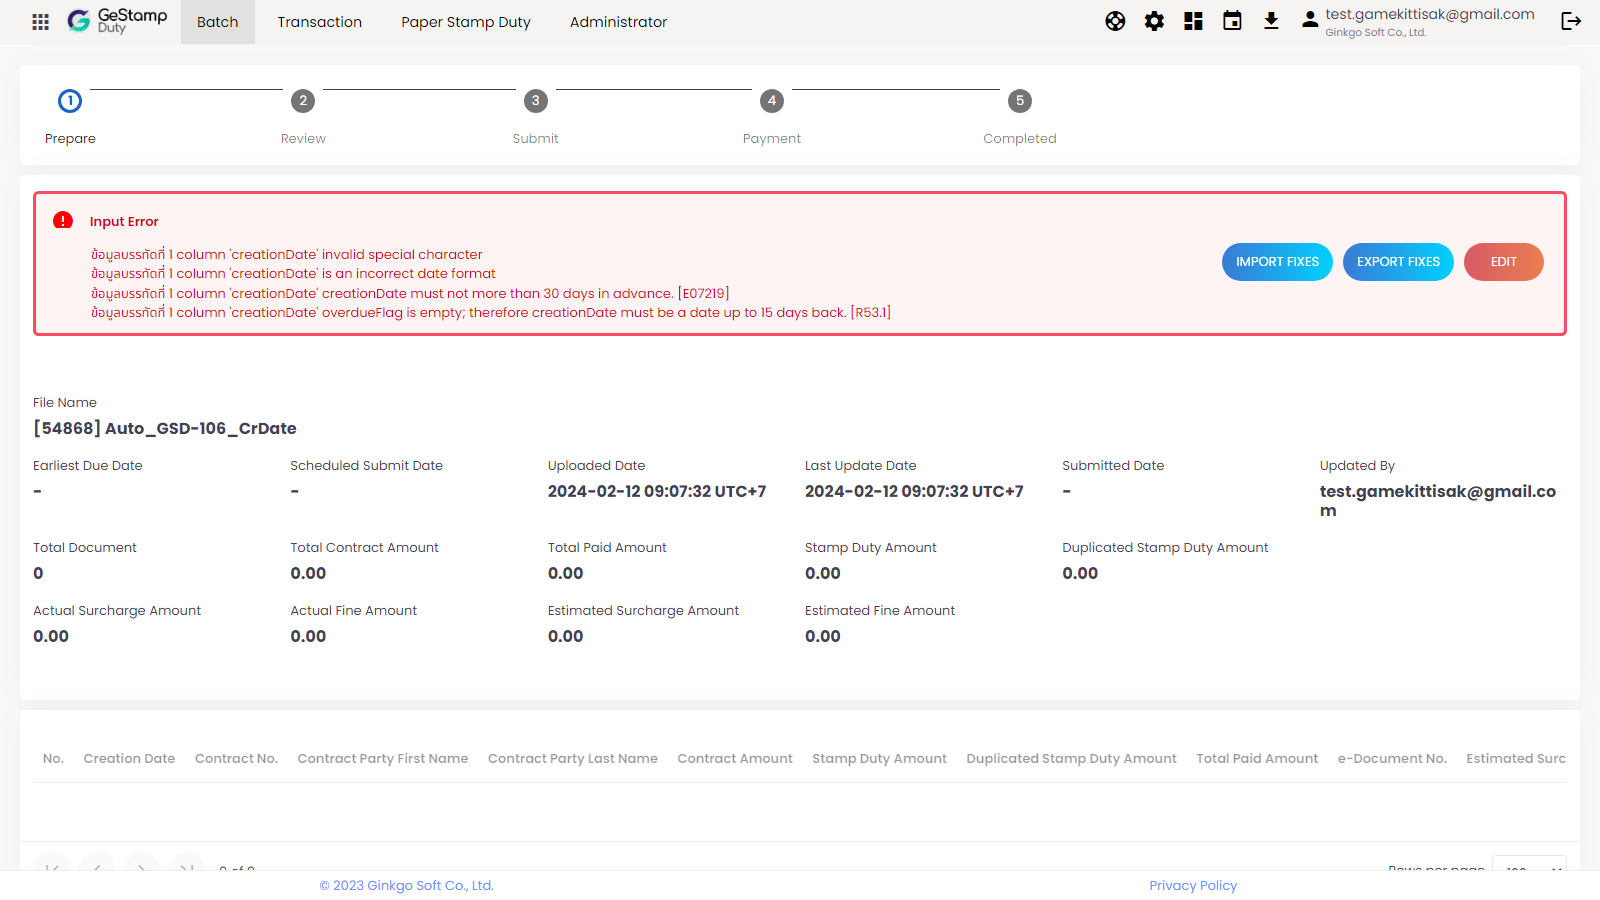 GeStamp
Duty
Batch
Transaction
Paper Stamp Duty
Administrator
test.gamekittisak@gmail.com
Ginkgo Soft Co., Ltd.
1
2
3
4
5
Prepare
Review
Submit
Payment
Completed
Input Error
ข้อมูลบรรทัดที่ 1 column 'creationDate' invalid special character
ข้อมูลบรรทัดที่ 1 column 'creationDate' is an incorrect date format
ข้อมูลบรรทัดที่ 1 column 'creationDate' creationDate must not more than 30 days in advance. [E07219]
ข้อมูลบรรทัดที่ 1 column 'creationDate' overdueFlag is empty; therefore creationDate must be a date up to 15 days back. [R53.1]
IMPORT FIXES
EXPORT FIXES
EDIT
File Name
[54868] Auto_GSD-106_CrDate
Earliest Due Date
Scheduled Submit Date
Uploaded Date
Last Update Date
Submitted Date
Updated By
-
-
2024-02-12 09:07:32 UTC+7
2024-02-12 09:07:32 UTC+7
-
test.gamekittisak@gmail.co
m
Total Document
Total Contract Amount
Total Paid Amount
Stamp Duty Amount
Duplicated Stamp Duty Amount
0
0.00
0.00
0.00
0.00
Actual Surcharge Amount
Actual Fine Amount
Estimated Surcharge Amount
Estimated Fine Amount
0.00
0.00
0.00
0.00
No.
Creation Date
Contract No.
Contract Party First Name
Contract Party Last Name
Contract Amount
Stamp Duty Amount
Duplicated Stamp Duty Amount
Total Paid Amount
e-Document No.
Estimated Surc
Rows per page
© 2023 Ginkgo Soft Co., Ltd.
Privacy Policy